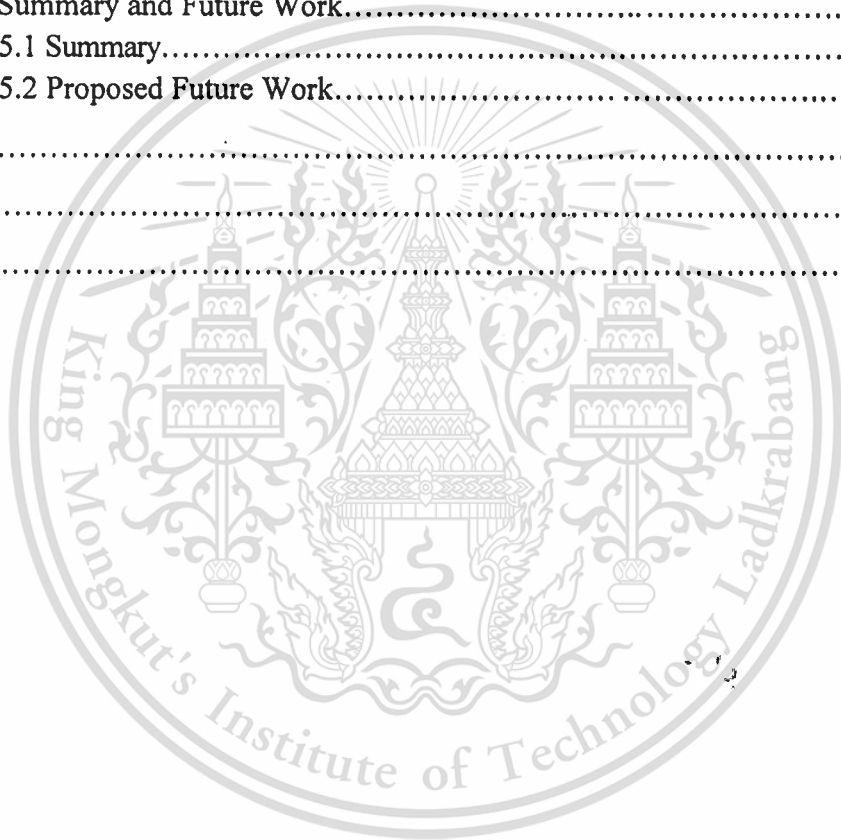 Summary and Future Work..................................................
5.1 Summary..................................................
5.2 Proposed Future Work..................................................
..................................................
..................................................
..................................................
King Mongkut's Institute of Technology Ladkrabang